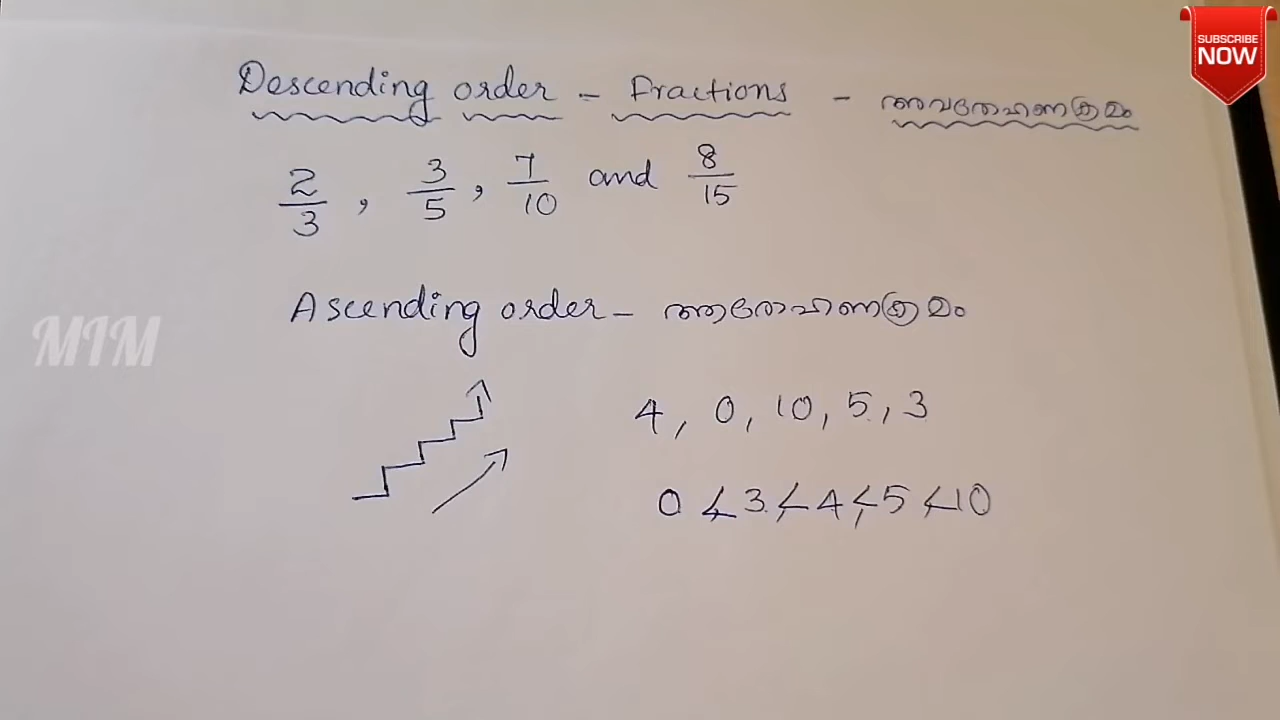 SUBSCRIBE
NOW
Descending order - Fractions - അവരോഹണക്രമം
2/3, 3/5, 7/10 and 8/15
Ascending order - ആരോഹണക്രമം
MIM
4, 0, 10, 5, 3
0 < 3 < 4 < 5 < 10